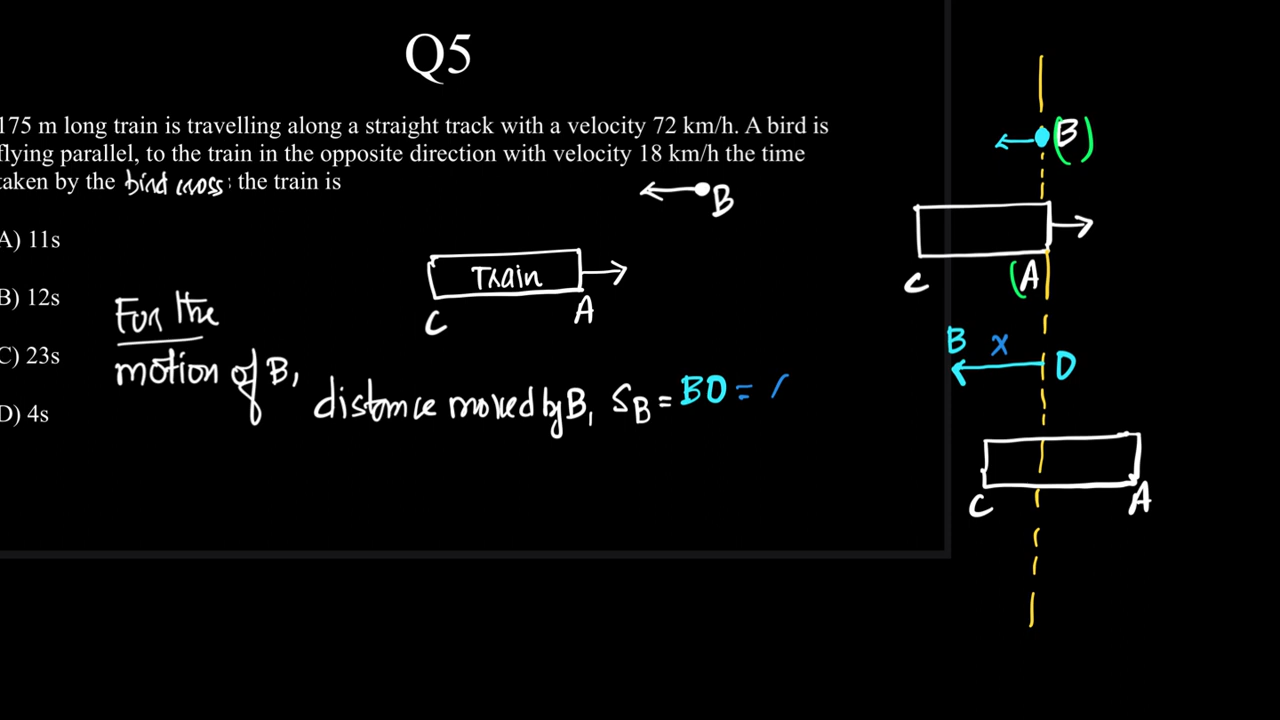 Q5
175 m long train is travelling along a straight track with a velocity 72 km/h. A bird is
flying parallel, to the train in the opposite direction with velocity 18 km/h the time
taken by the bird cross the train is
B
A) 11s
Train
C
A
B) 12s
For the
motion of B,
C) 23s
distance moved by B, SB = BO =
D) 4s
B
C
A
B
x
O
C
A